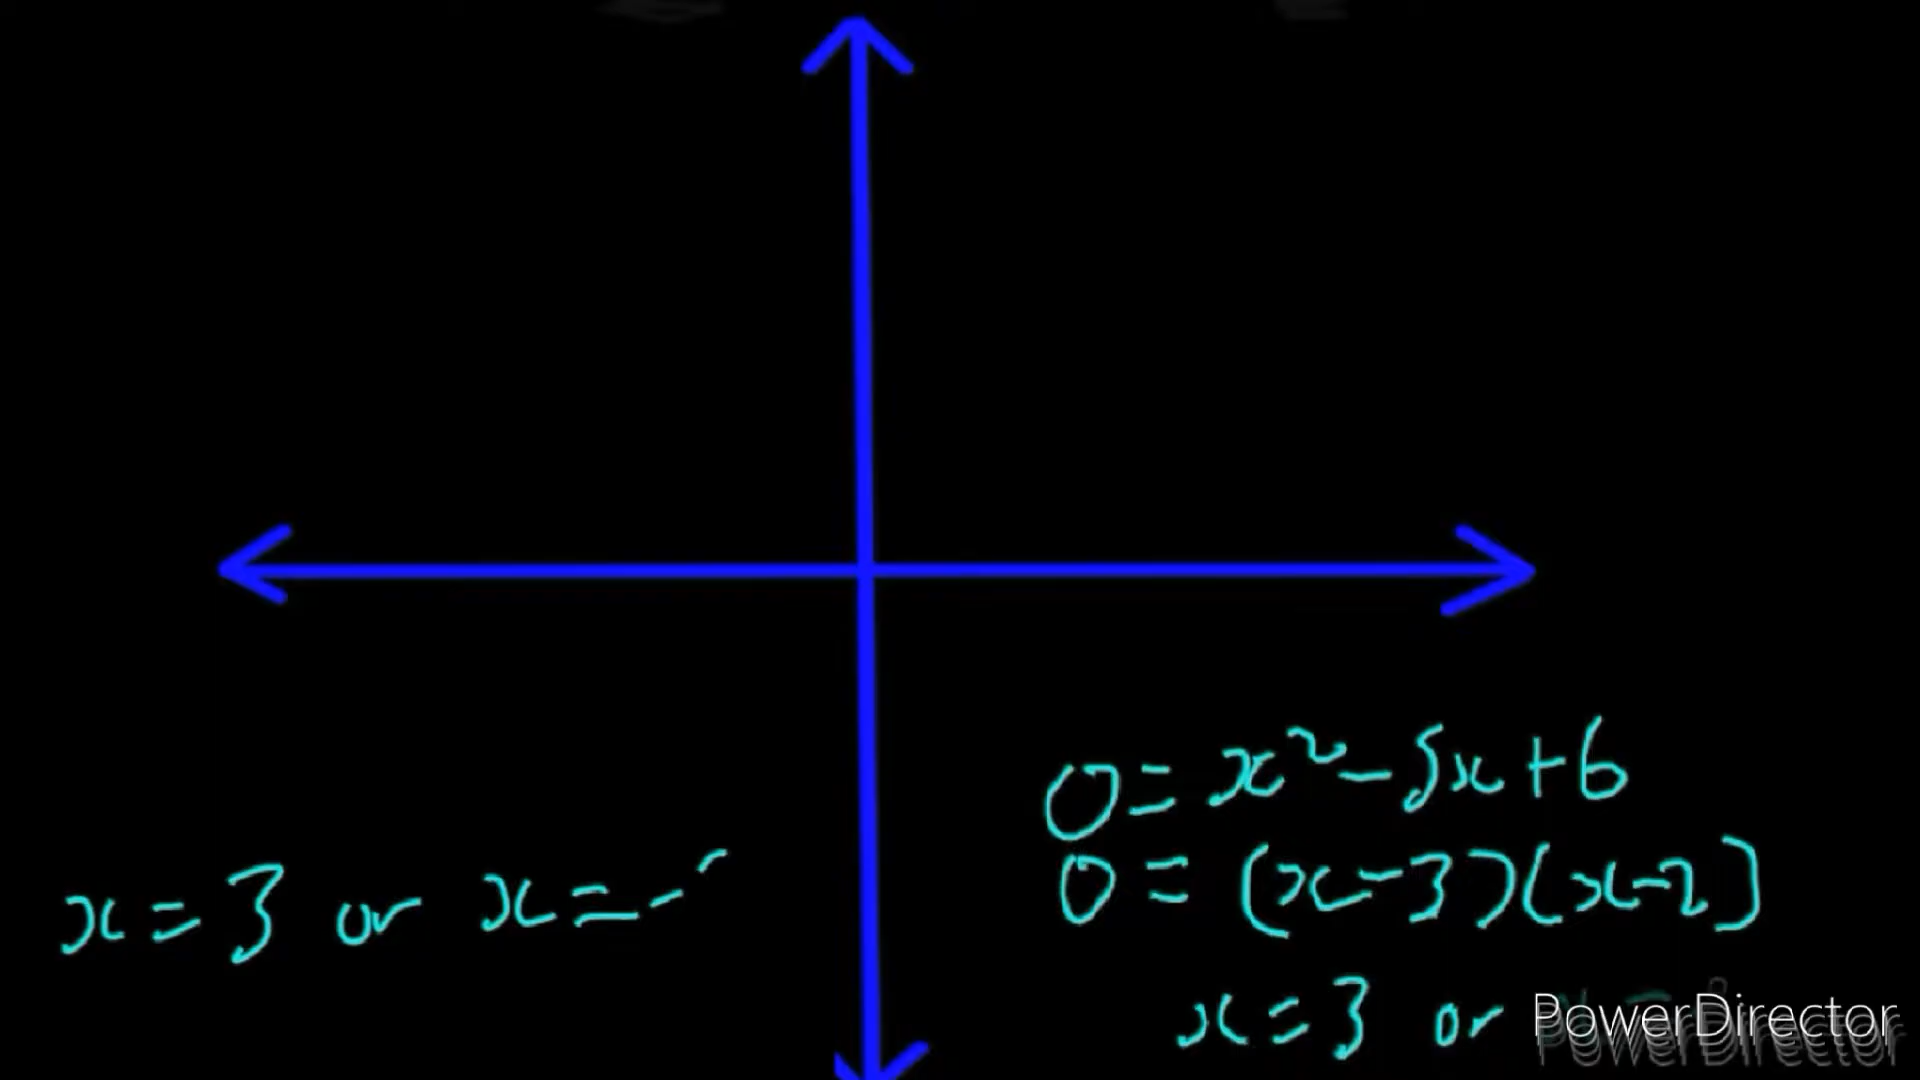 0 = x² - 5x + 6
0 = (x - 3)(x - 2)
x = 3 or x = -
x = 3 or
PowerDirector